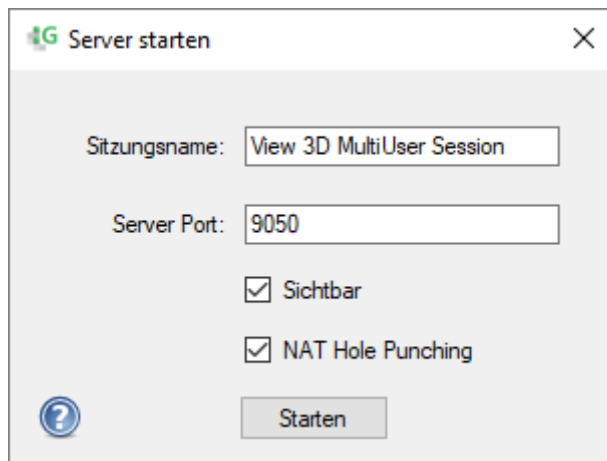 G Server starten
Sitzungsname: View 3D MultiUser Session
Server Port: 9050
Sichtbar
NAT Hole Punching
? Starten